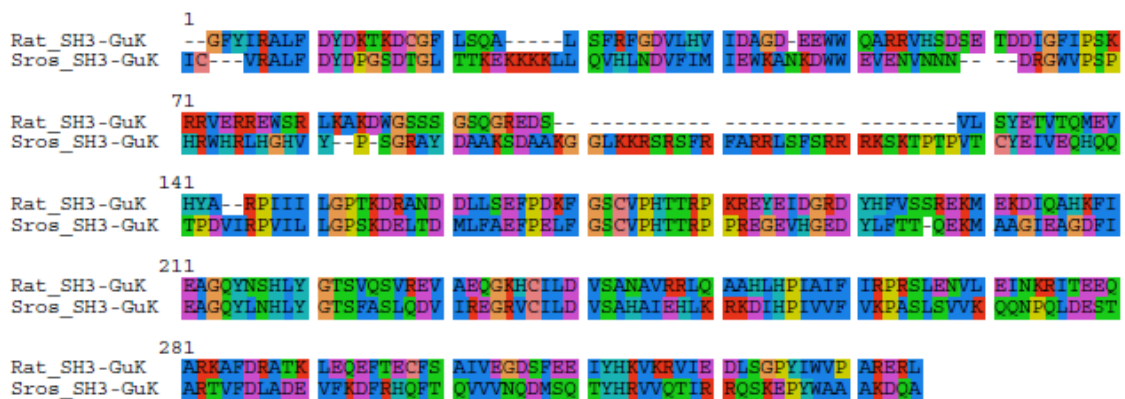 1
Rat_SH3-GuK --GFYIRALF DYDKTKDCGF LSQA-----L SFRFGDVLHV IDAGD-EEWW QARRVHSDSE TDDIGFIPSK
Sros_SH3-GuK IC---VRALF DYDPGSDTGL TTKEKKKKLL QVHLNDVFIM IEWKANKDWW EVENVNNN-- --DRGWVPSP
71
Rat_SH3-GuK RRVERREWSR LKAKDWGSSS GSQGREDS-- ---------- ---------- --------VL SYETVTQMEV
Sros_SH3-GuK HRWHRLHGHV Y--P-SGRAY DAAKSDAAKG GLKKRSRSFR FARRLSFSRR RKSKTPTPVT CYEIVEQHQQ
141
Rat_SH3-GuK HYA--RPIII LGPTKDRAND DLLSEFPDKF GSCVPHTTRP KREYEIDGRD YHFVSSREKM EKDIQAHKFI
Sros_SH3-GuK TPDVIRPVIL LGPSKDELTD MLFAEFPELF GSCVPHTTRP PREGEVHGED YLFTT-QEKM AAGIEAGDFI
211
Rat_SH3-GuK EAGQYNSHLY GTSVQSVREV AEQGKHCILD VSANAVRRLQ AAHLHPIAIF IRPRSLENVL EINKRITEEQ
Sros_SH3-GuK EAGQYLNHLY GTSFASLQDV IREGRVCILD VSAHAIEHLK RKDIHPIVVF VKPASLSVVK QQNPQLDEST
281
Rat_SH3-GuK ARKAFDRATK LEQEFTECFS AIVEGDSFEE IYHKVKRVIE DLSGPYIWVP ARERL
Sros_SH3-GuK ARTVFDLADE VFKDFRHQFT QVVVNQDMSQ TYHRVVQTIR RQSKEPYWAA AKDQA